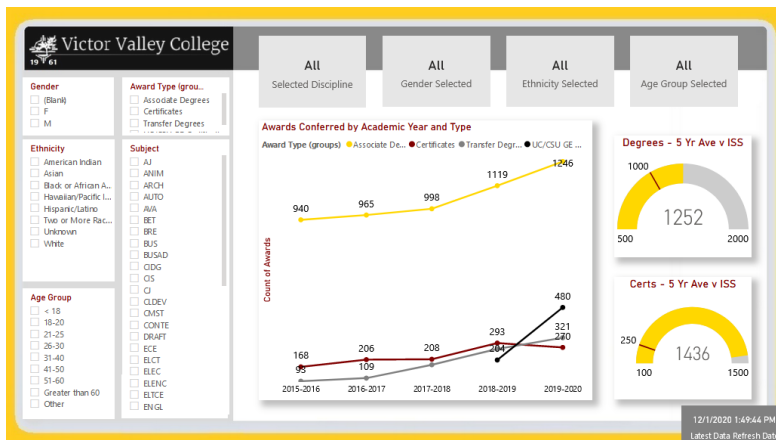 Victor Valley College
19 61
All
Selected Discipline
All
Gender Selected
All
Ethnicity Selected
All
Age Group Selected
Gender
(Blank)
F
M
Award Type (grou...
Associate Degrees
Certificates
Transfer Degrees
Ethnicity
American Indian
Asian
Black or African A...
Hawaiian/Pacific I...
Hispanic/Latino
Two or More Rac...
Unknown
White
Age Group
< 18
18-20
21-25
26-30
31-40
41-50
51-60
Greater than 60
Other
Subject
AJ
ANIM
ARCH
AUTO
AVA
BET
BRE
BUS
BUSAD
CIDG
CIS
CJ
CLDEV
CMST
CONTE
DRAFT
ECE
ELCT
ELEC
ELENC
ELTCE
ENGL
Awards Conferred by Academic Year and Type
Award Type (groups) Associate De... Certificates Transfer Degr... UC/CSU GE ...
Count of Awards
940
965
998
1119
1246
168
206
208
293
270
93
109
204
321
480
2015-2016
2016-2017
2017-2018
2018-2019
2019-2020
Degrees - 5 Yr Ave v ISS
1000
1252
500
2000
Certs - 5 Yr Ave v ISS
250
1436
100
1500
12/1/2020 1:49:44 PM
Latest Data Refresh Date